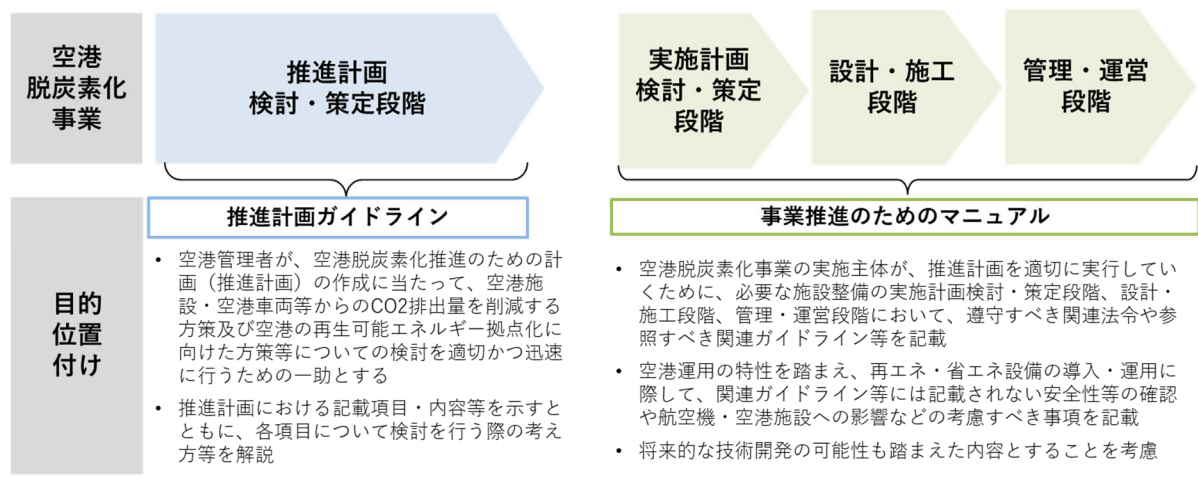 空港
脱炭素化
事業
推進計画
検討・策定段階
実施計画
検討・策定
段階
設計・施工
段階
管理・運営
段階
目的
位置
付け
推進計画ガイドライン
• 空港管理者が、空港脱炭素化推進のための計
画（推進計画）の作成に当たって、空港施
設・空港車両等からのCO2排出量を削減する
方策及び空港の再生可能エネルギー拠点化に
向けた方策等についての検討を適切かつ迅速
に行うための一助とする
• 推進計画における記載項目・内容等を示すと
ともに、各項目について検討を行う際の考え
方等を解説
事業推進のためのマニュアル
• 空港脱炭素化事業の実施主体が、推進計画を適切に実行してい
くために、必要な施設整備の実施計画検討・策定段階、設計・
施工段階、管理・運営段階において、遵守すべき関連法令や参
照すべき関連ガイドライン等を記載
• 空港運用の特性を踏まえ、再エネ・省エネ設備の導入・運用に
際して、関連ガイドライン等には記載されない安全性等の確認
や航空機・空港施設への影響などの考慮すべき事項を記載
• 将来的な技術開発の可能性も踏まえた内容とすることを考慮